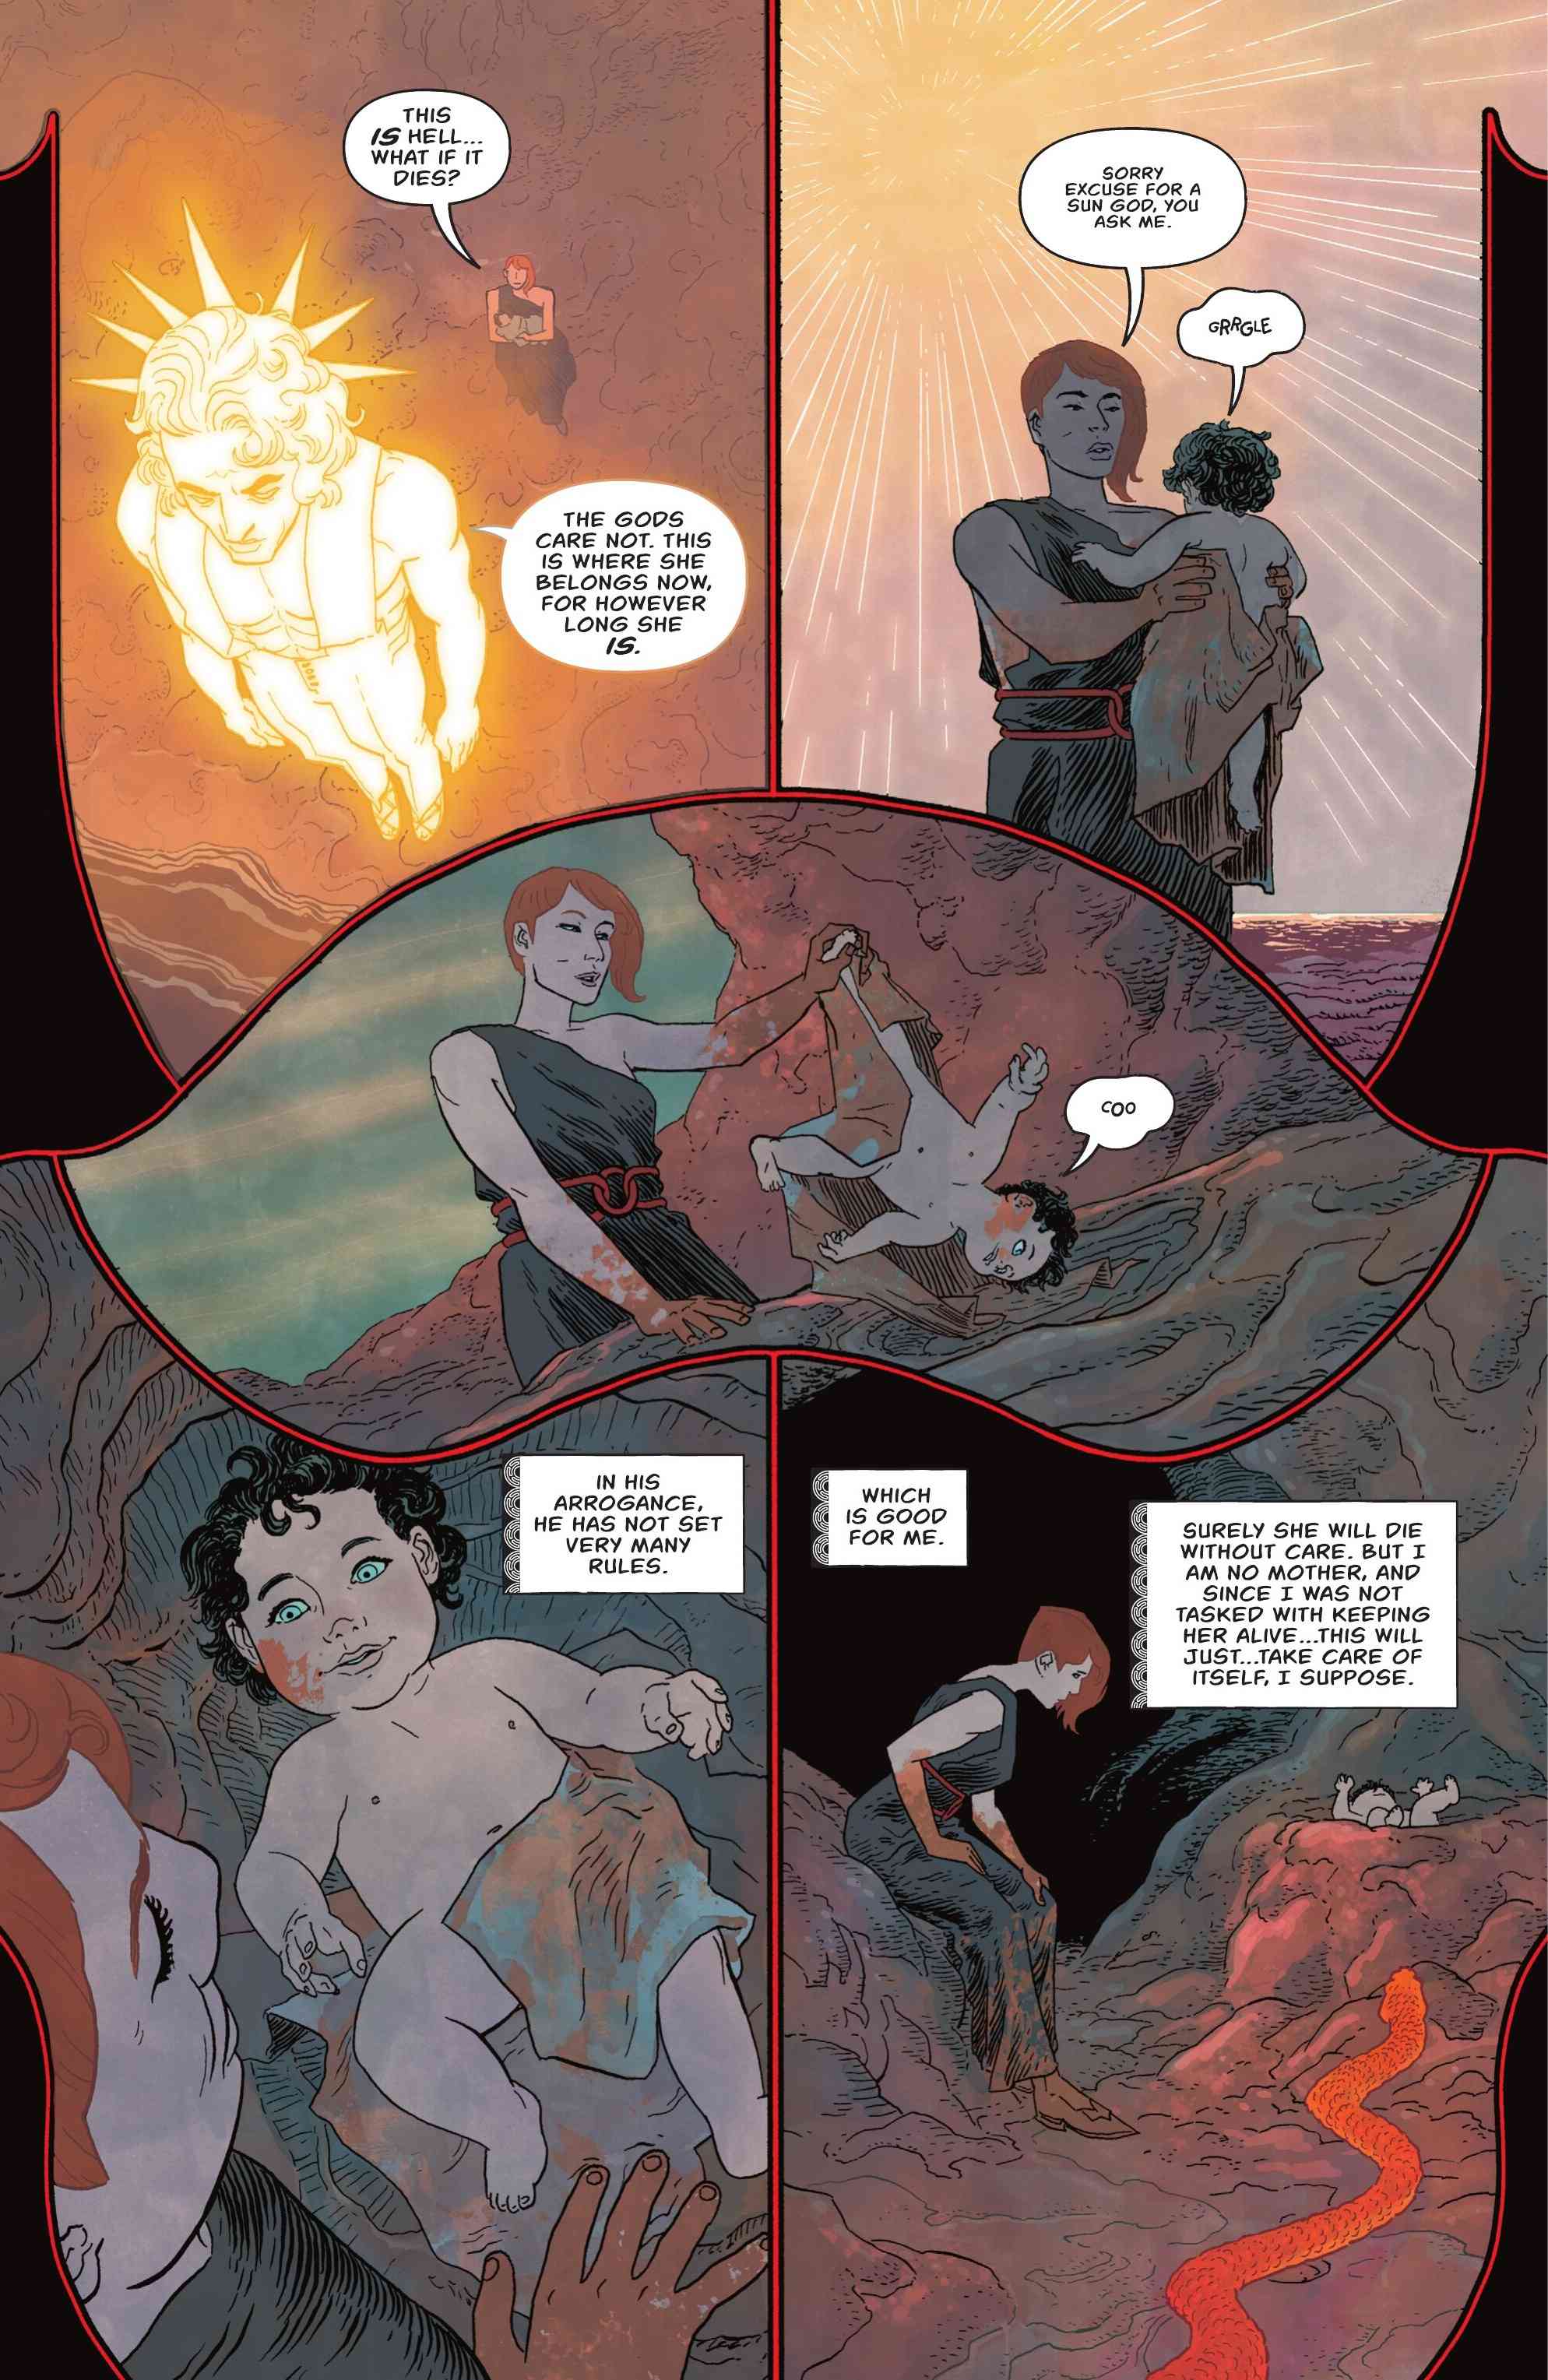 THIS
IS HELL...
WHAT IF IT
DIES?
THE GODS
CARE NOT. THIS
IS WHERE SHE
BELONGS NOW,
FOR HOWEVER
LONG SHE
IS.
SORRY
EXCUSE FOR A
SUN GOD, YOU
ASK ME.
GRRGLE
COO
IN HIS
ARROGANCE,
HE HAS NOT SET
VERY MANY
RULES.
WHICH
IS GOOD
FOR ME.
SURELY SHE WILL DIE
WITHOUT CARE. BUT I
AM NO MOTHER, AND
SINCE I WAS NOT
TASKED WITH KEEPING
HER ALIVE...THIS WILL
JUST...TAKE CARE OF
ITSELF, I SUPPOSE.